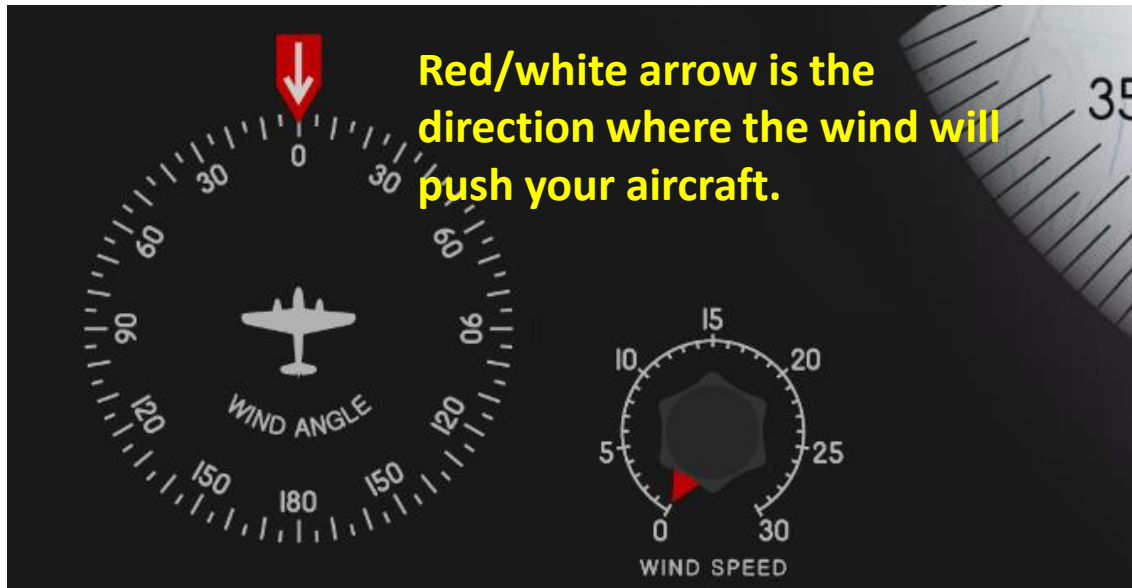 Red/white arrow is the
direction where the wind will
push your aircraft.
35
0
30 30
60 60
90 90
120 120
150 150
180
WIND ANGLE
15
10 20
5 25
0 30
WIND SPEED